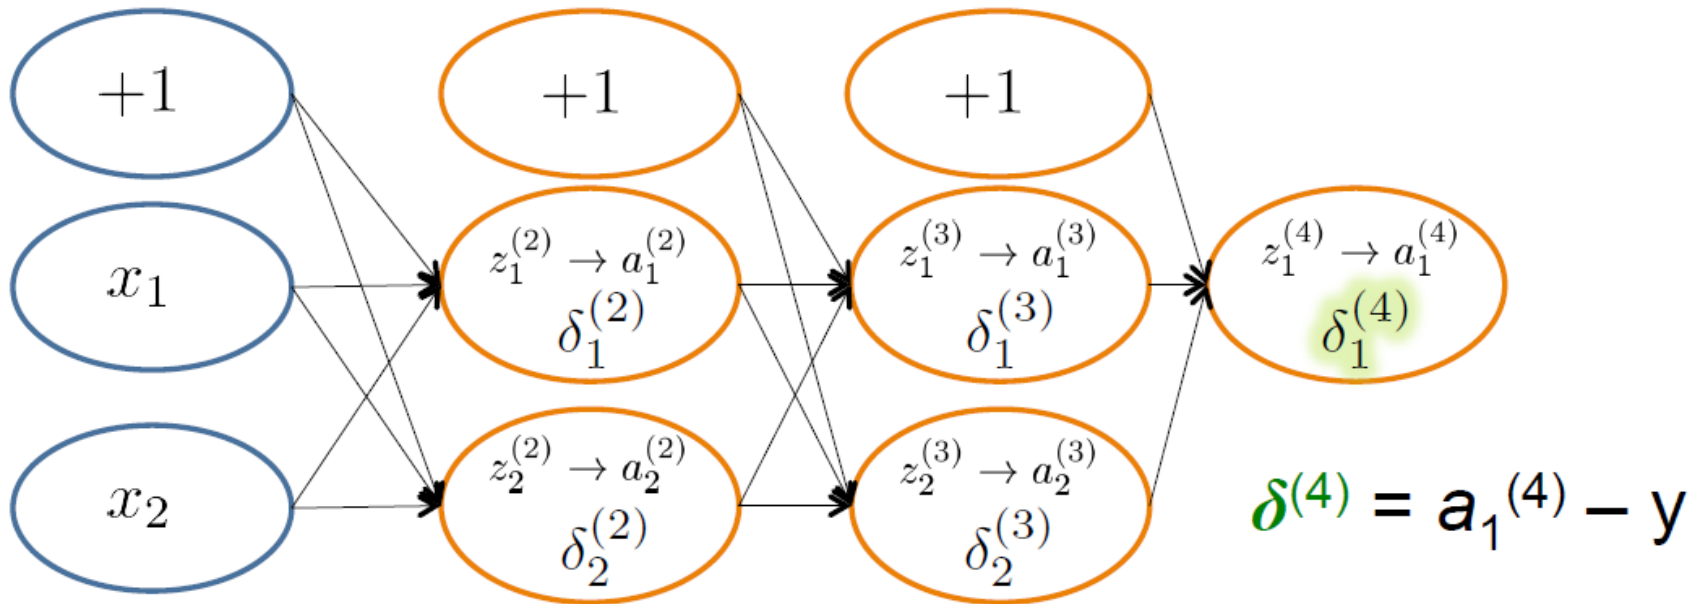 +1 +1 +1
z₁⁽²⁾ → a₁⁽²⁾ z₁⁽³⁾ → a₁⁽³⁾ z₁⁽⁴⁾ → a₁⁽⁴⁾
x₁
δ₁⁽²⁾ δ₁⁽³⁾ δ₁⁽⁴⁾
z₂⁽²⁾ → a₂⁽²⁾ z₂⁽³⁾ → a₂⁽³⁾
x₂
δ₂⁽²⁾ δ₂⁽³⁾
δ⁽⁴⁾ = a₁⁽⁴⁾ – y